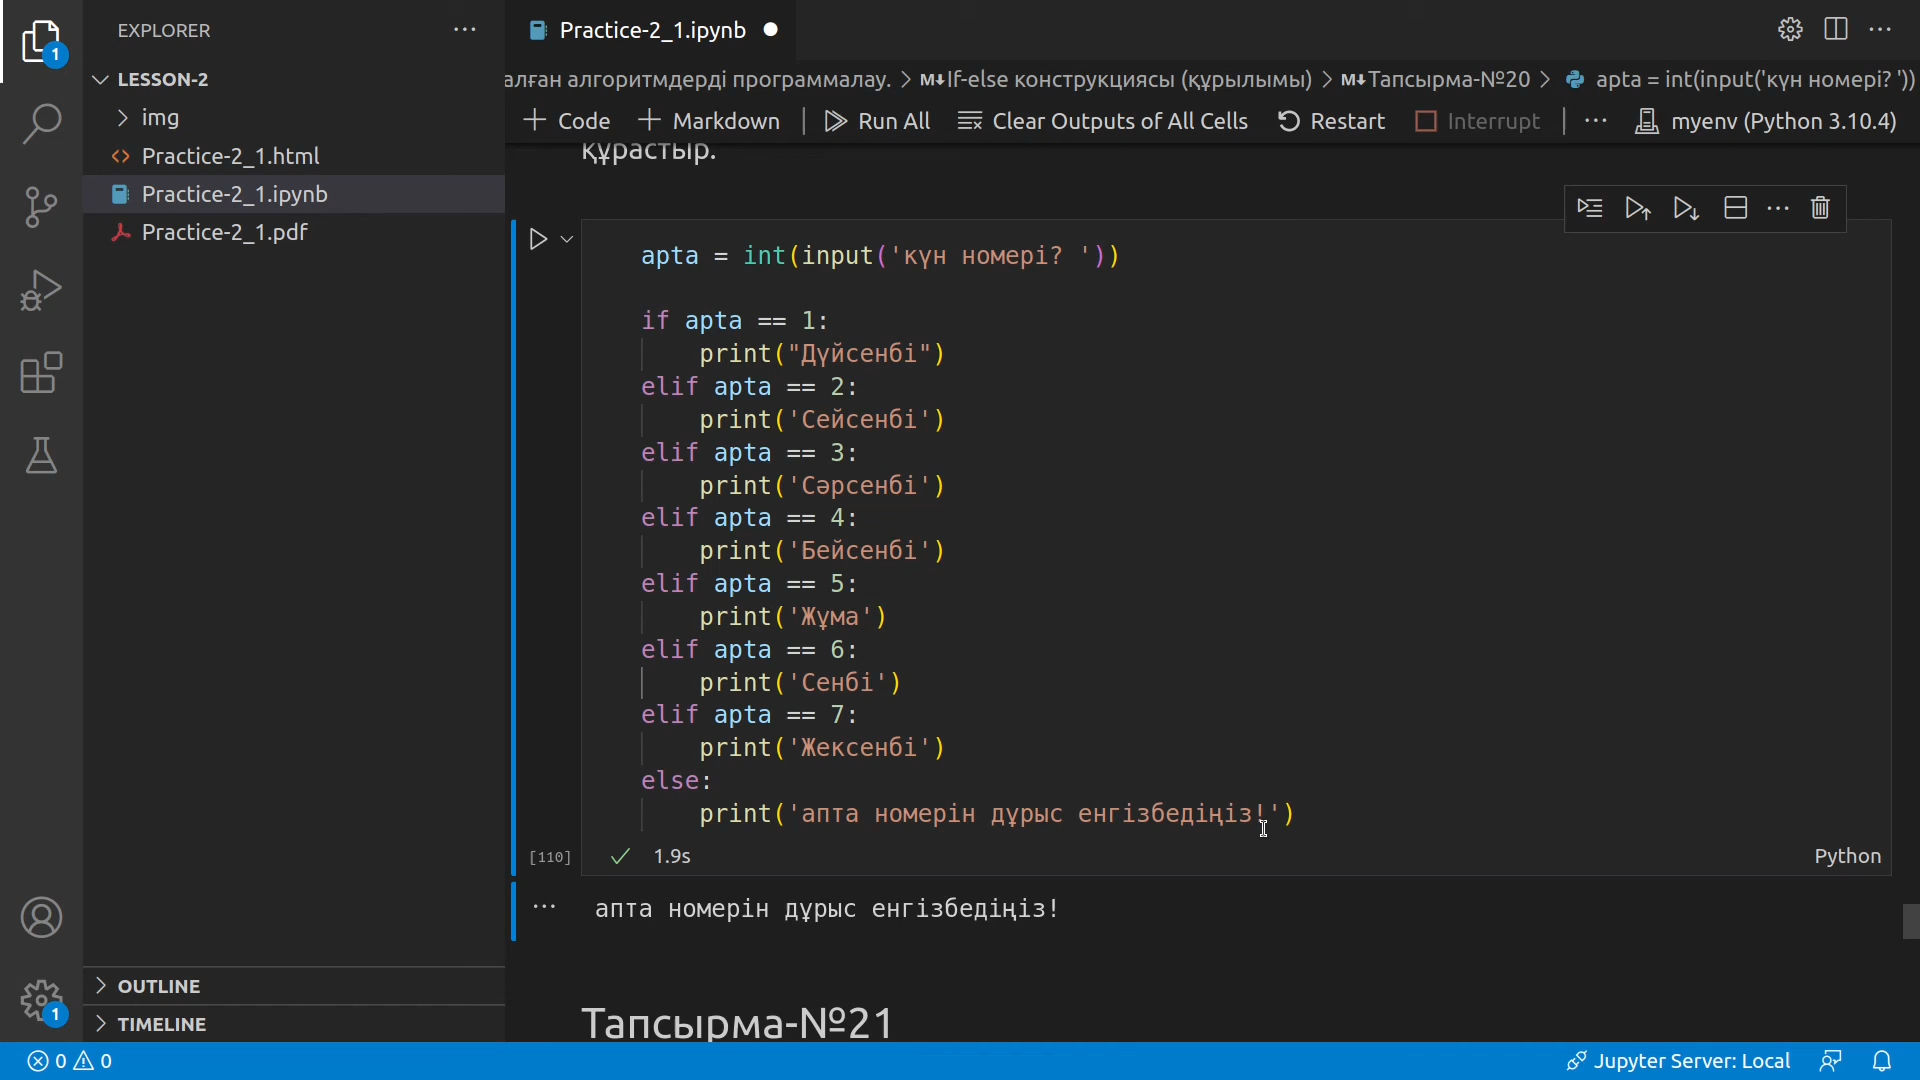 EXPLORER
LESSON-2
img
Practice-2_1.html
Practice-2_1.ipynb
Practice-2_1.pdf
OUTLINE
TIMELINE
Practice-2_1.ipynb
алған алгоритмдерді программалау. > M↓If-else конструкциясы (құрылымы) > M↓Тапсырма-№20 > apta = int(input('күн номері? '))
Code Markdown Run All Clear Outputs of All Cells Restart Interrupt ... myenv (Python 3.10.4)
құрастыр.
apta = int(input('күн номері? '))
if apta == 1:
print("Дүйсенбі")
elif apta == 2:
print('Сейсенбі')
elif apta == 3:
print('Сәрсенбі')
elif apta == 4:
print('Бейсенбі')
elif apta == 5:
print('Жұма')
elif apta == 6:
print('Сенбі')
elif apta == 7:
print('Жексенбі')
else:
print('апта номерін дұрыс енгізбедіңіз!')
[110] 1.9s Python
апта номерін дұрыс енгізбедіңіз!
Тапсырма-№21
1
1
0 0 Jupyter Server: Local